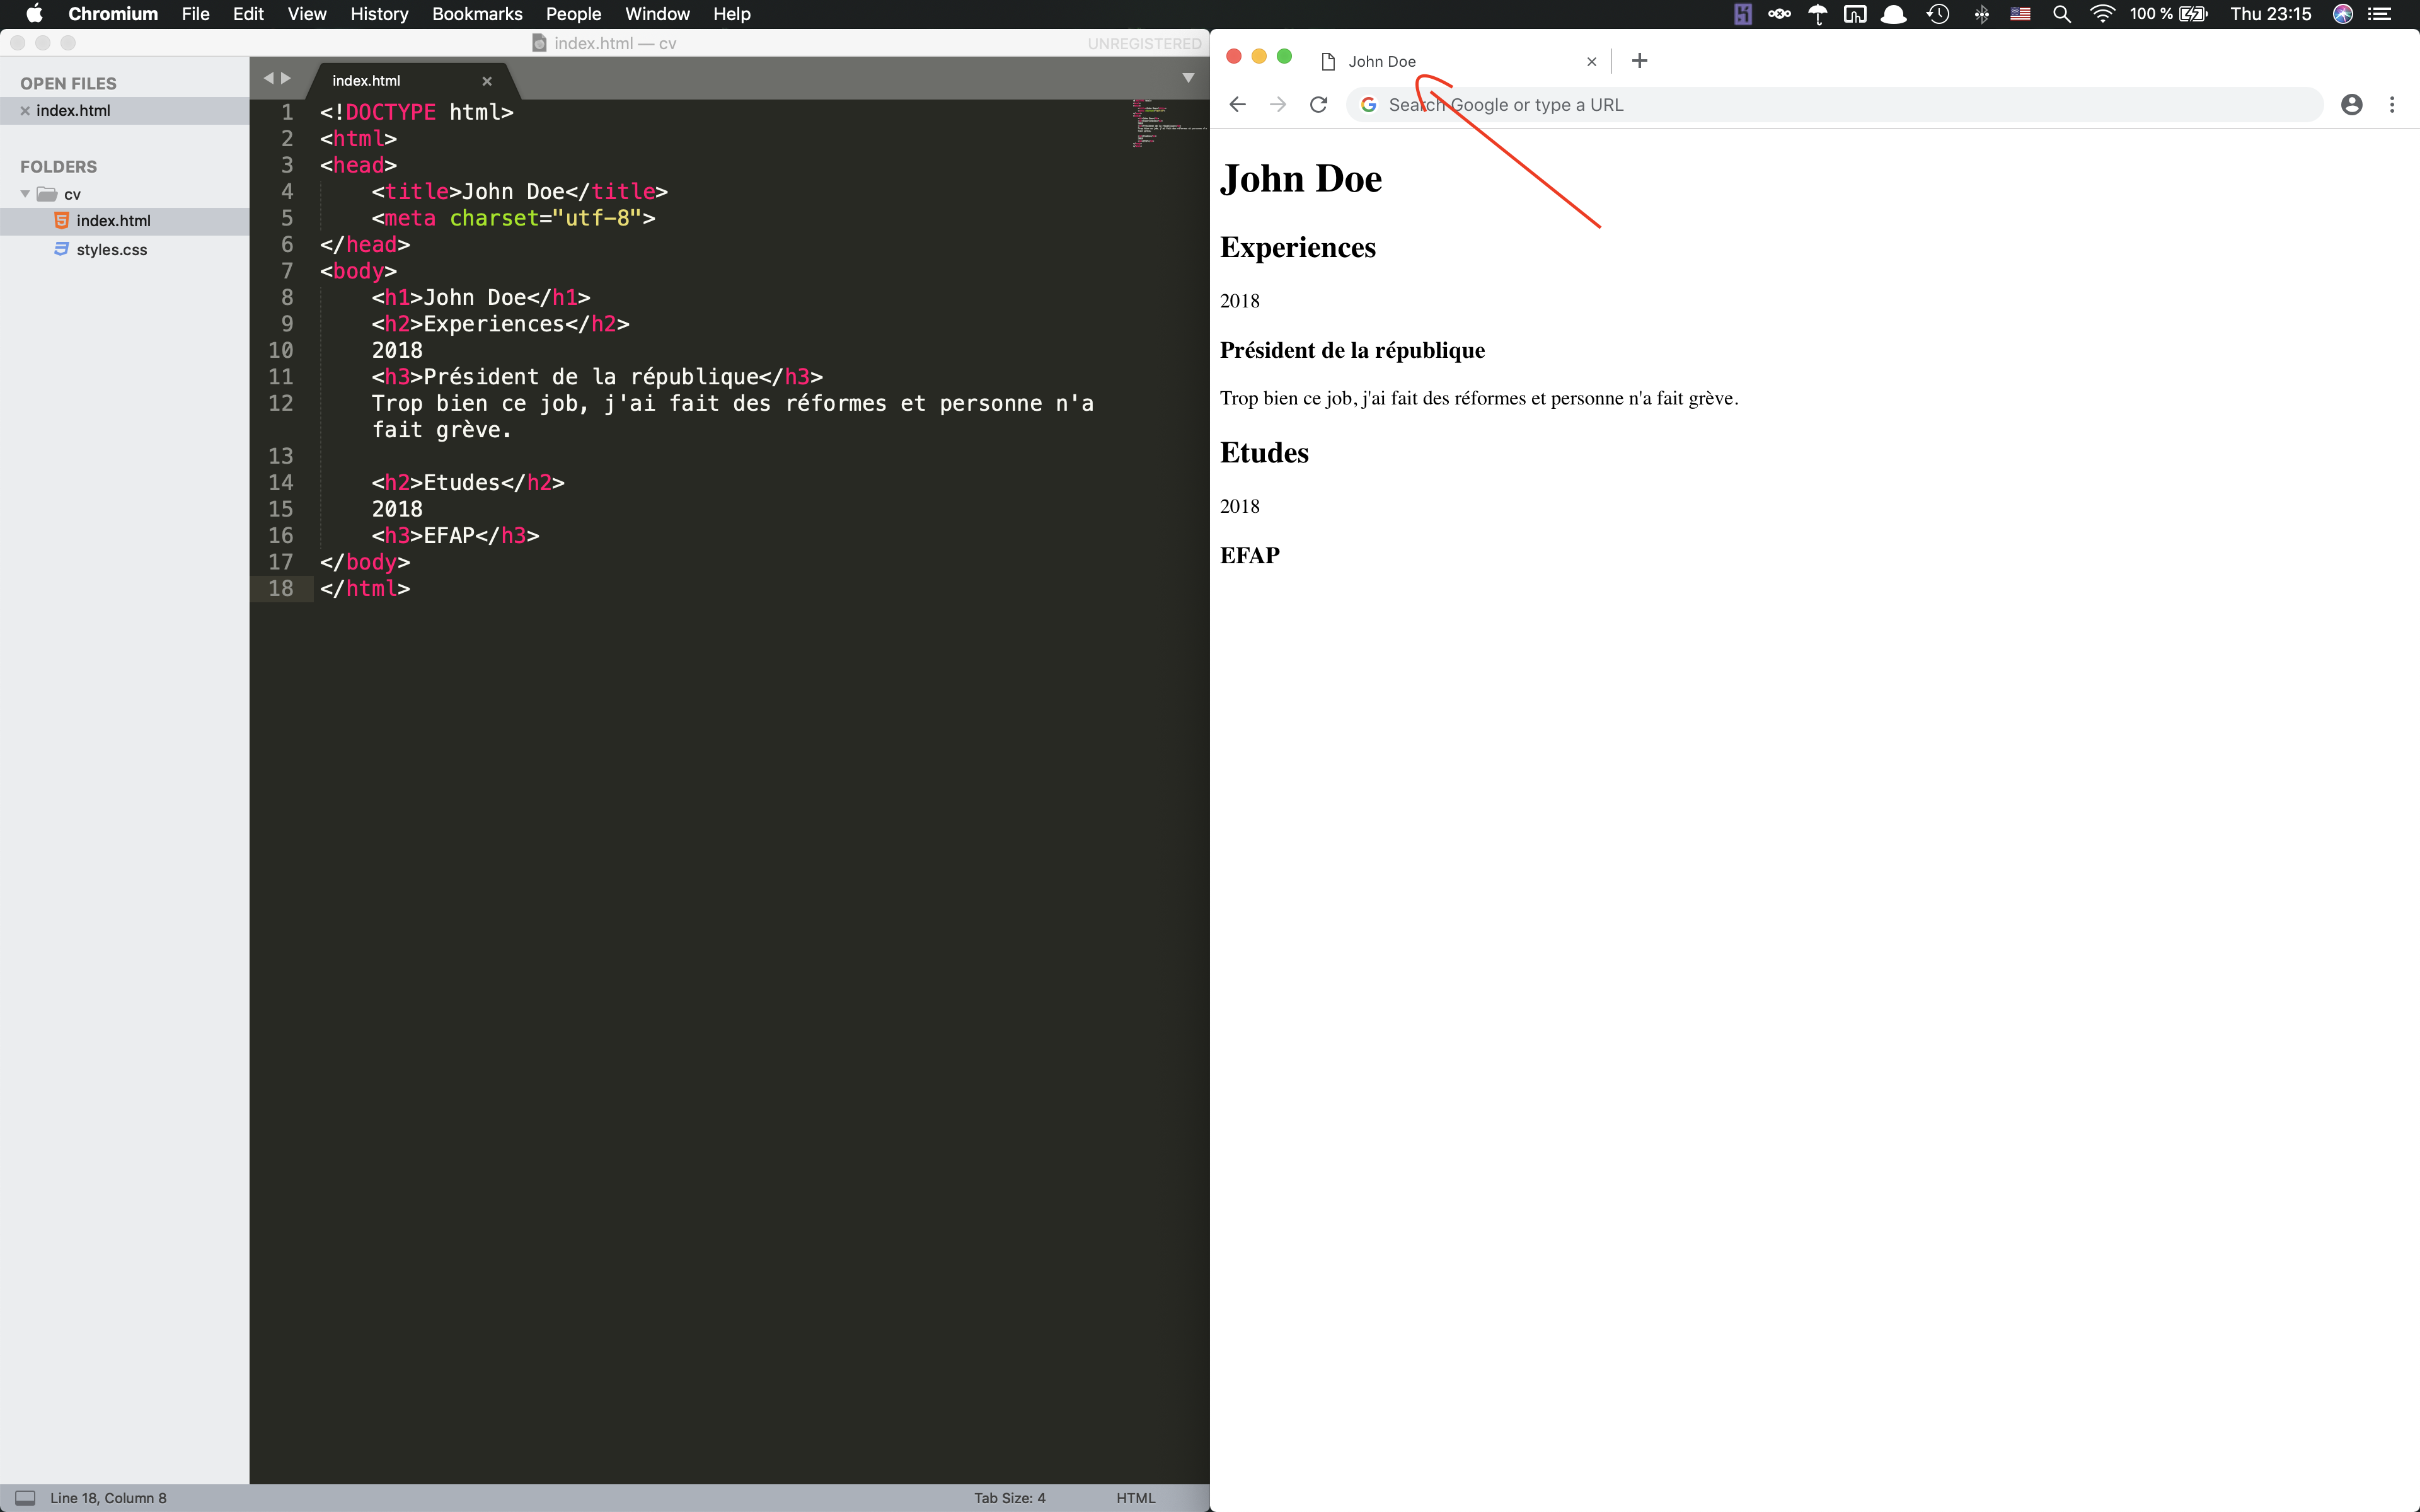 Chromium File Edit View History Bookmarks People Window Help 100 % Thu 23:15
index.html — cv UNREGISTERED
OPEN FILES
index.html
FOLDERS
cv
index.html
styles.css
index.html
1 <!DOCTYPE html>
2 <html>
3 <head>
4 <title>John Doe</title>
5 <meta charset="utf-8">
6 </head>
7 <body>
8 <h1>John Doe</h1>
9 <h2>Experiences</h2>
10 2018
11 <h3>Président de la république</h3>
12 Trop bien ce job, j'ai fait des réformes et personne n'a
fait grève.
13
14 <h2>Etudes</h2>
15 2018
16 <h3>EFAP</h3>
17 </body>
18 </html>
Line 18, Column 8 Tab Size: 4 HTML
John Doe
Search Google or type a URL
John Doe
Experiences
2018
Président de la république
Trop bien ce job, j'ai fait des réformes et personne n'a fait grève.
Etudes
2018
EFAP